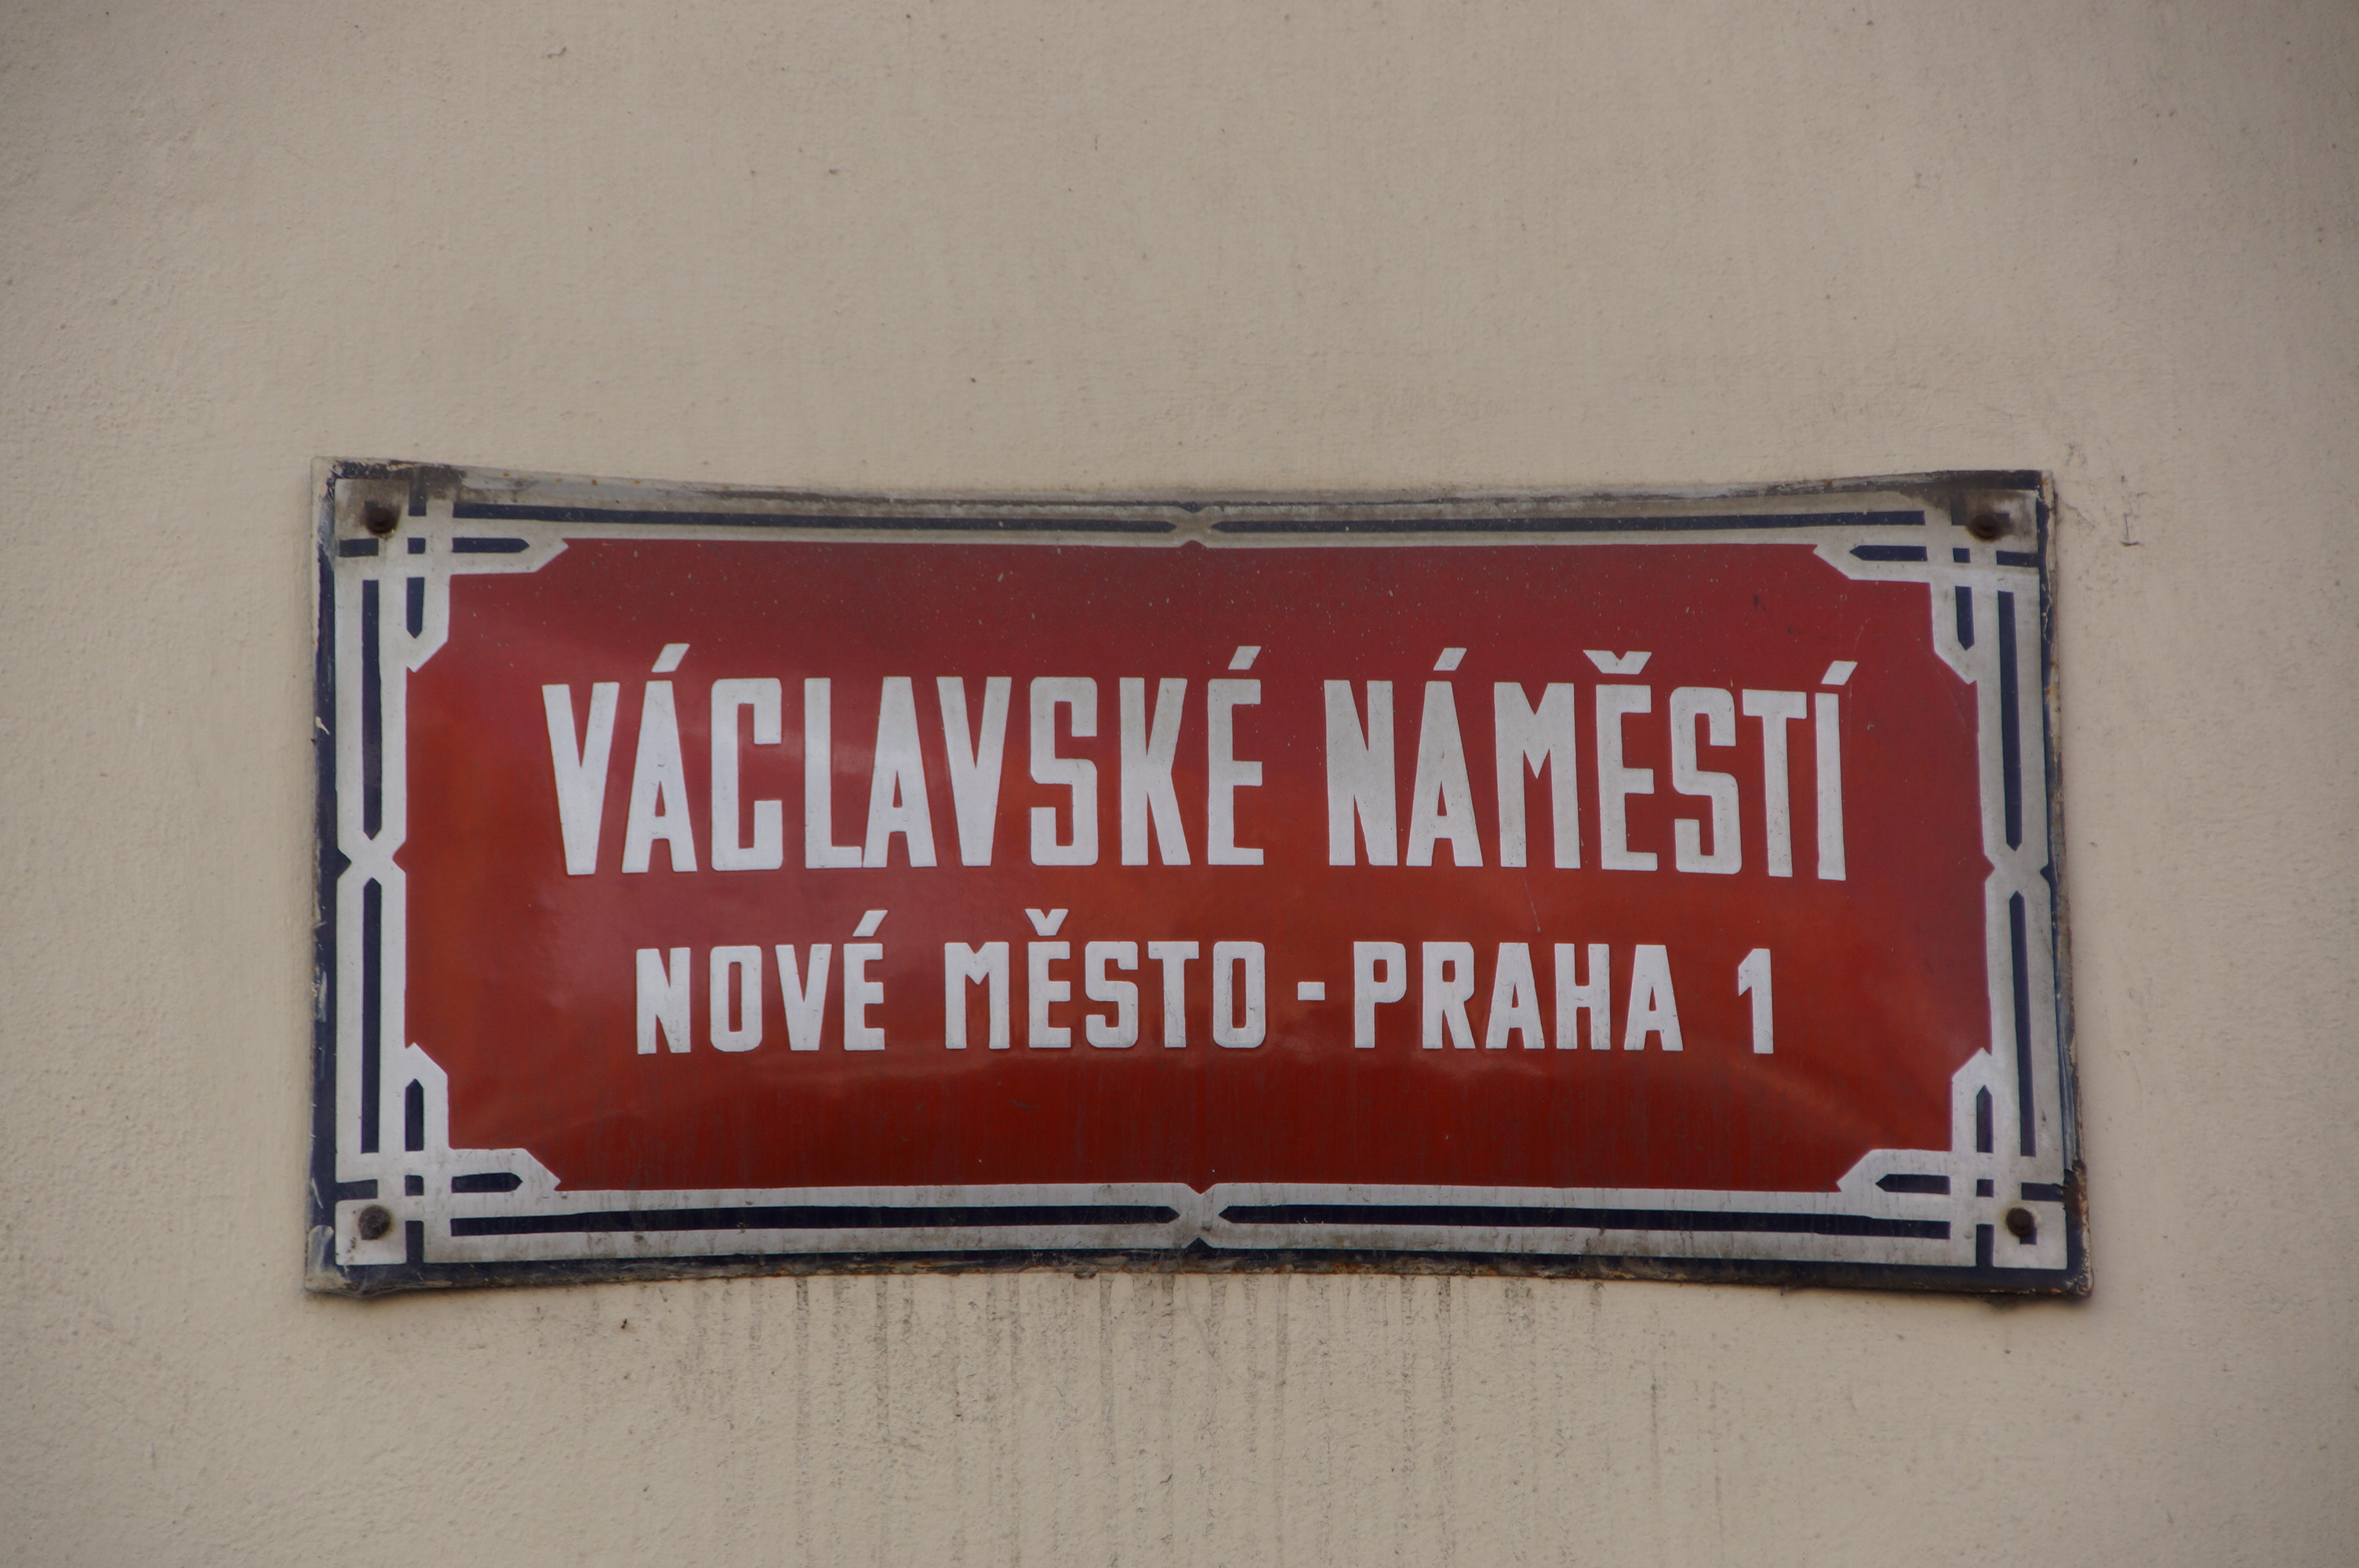 VÁCLAVSKÉ NÁMĚSTÍ
NOVÉ MĚSTO - PRAHA 1